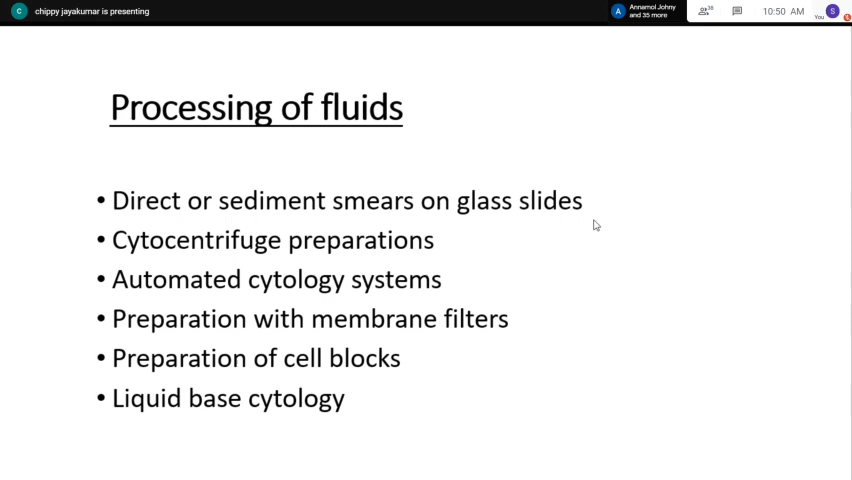 C
chippy jayakumar is presenting
A
Annamol Johny
and 35 more
36
10:50 AM
You
S
Processing of fluids
• Direct or sediment smears on glass slides
• Cytocentrifuge preparations
• Automated cytology systems
• Preparation with membrane filters
• Preparation of cell blocks
• Liquid base cytology